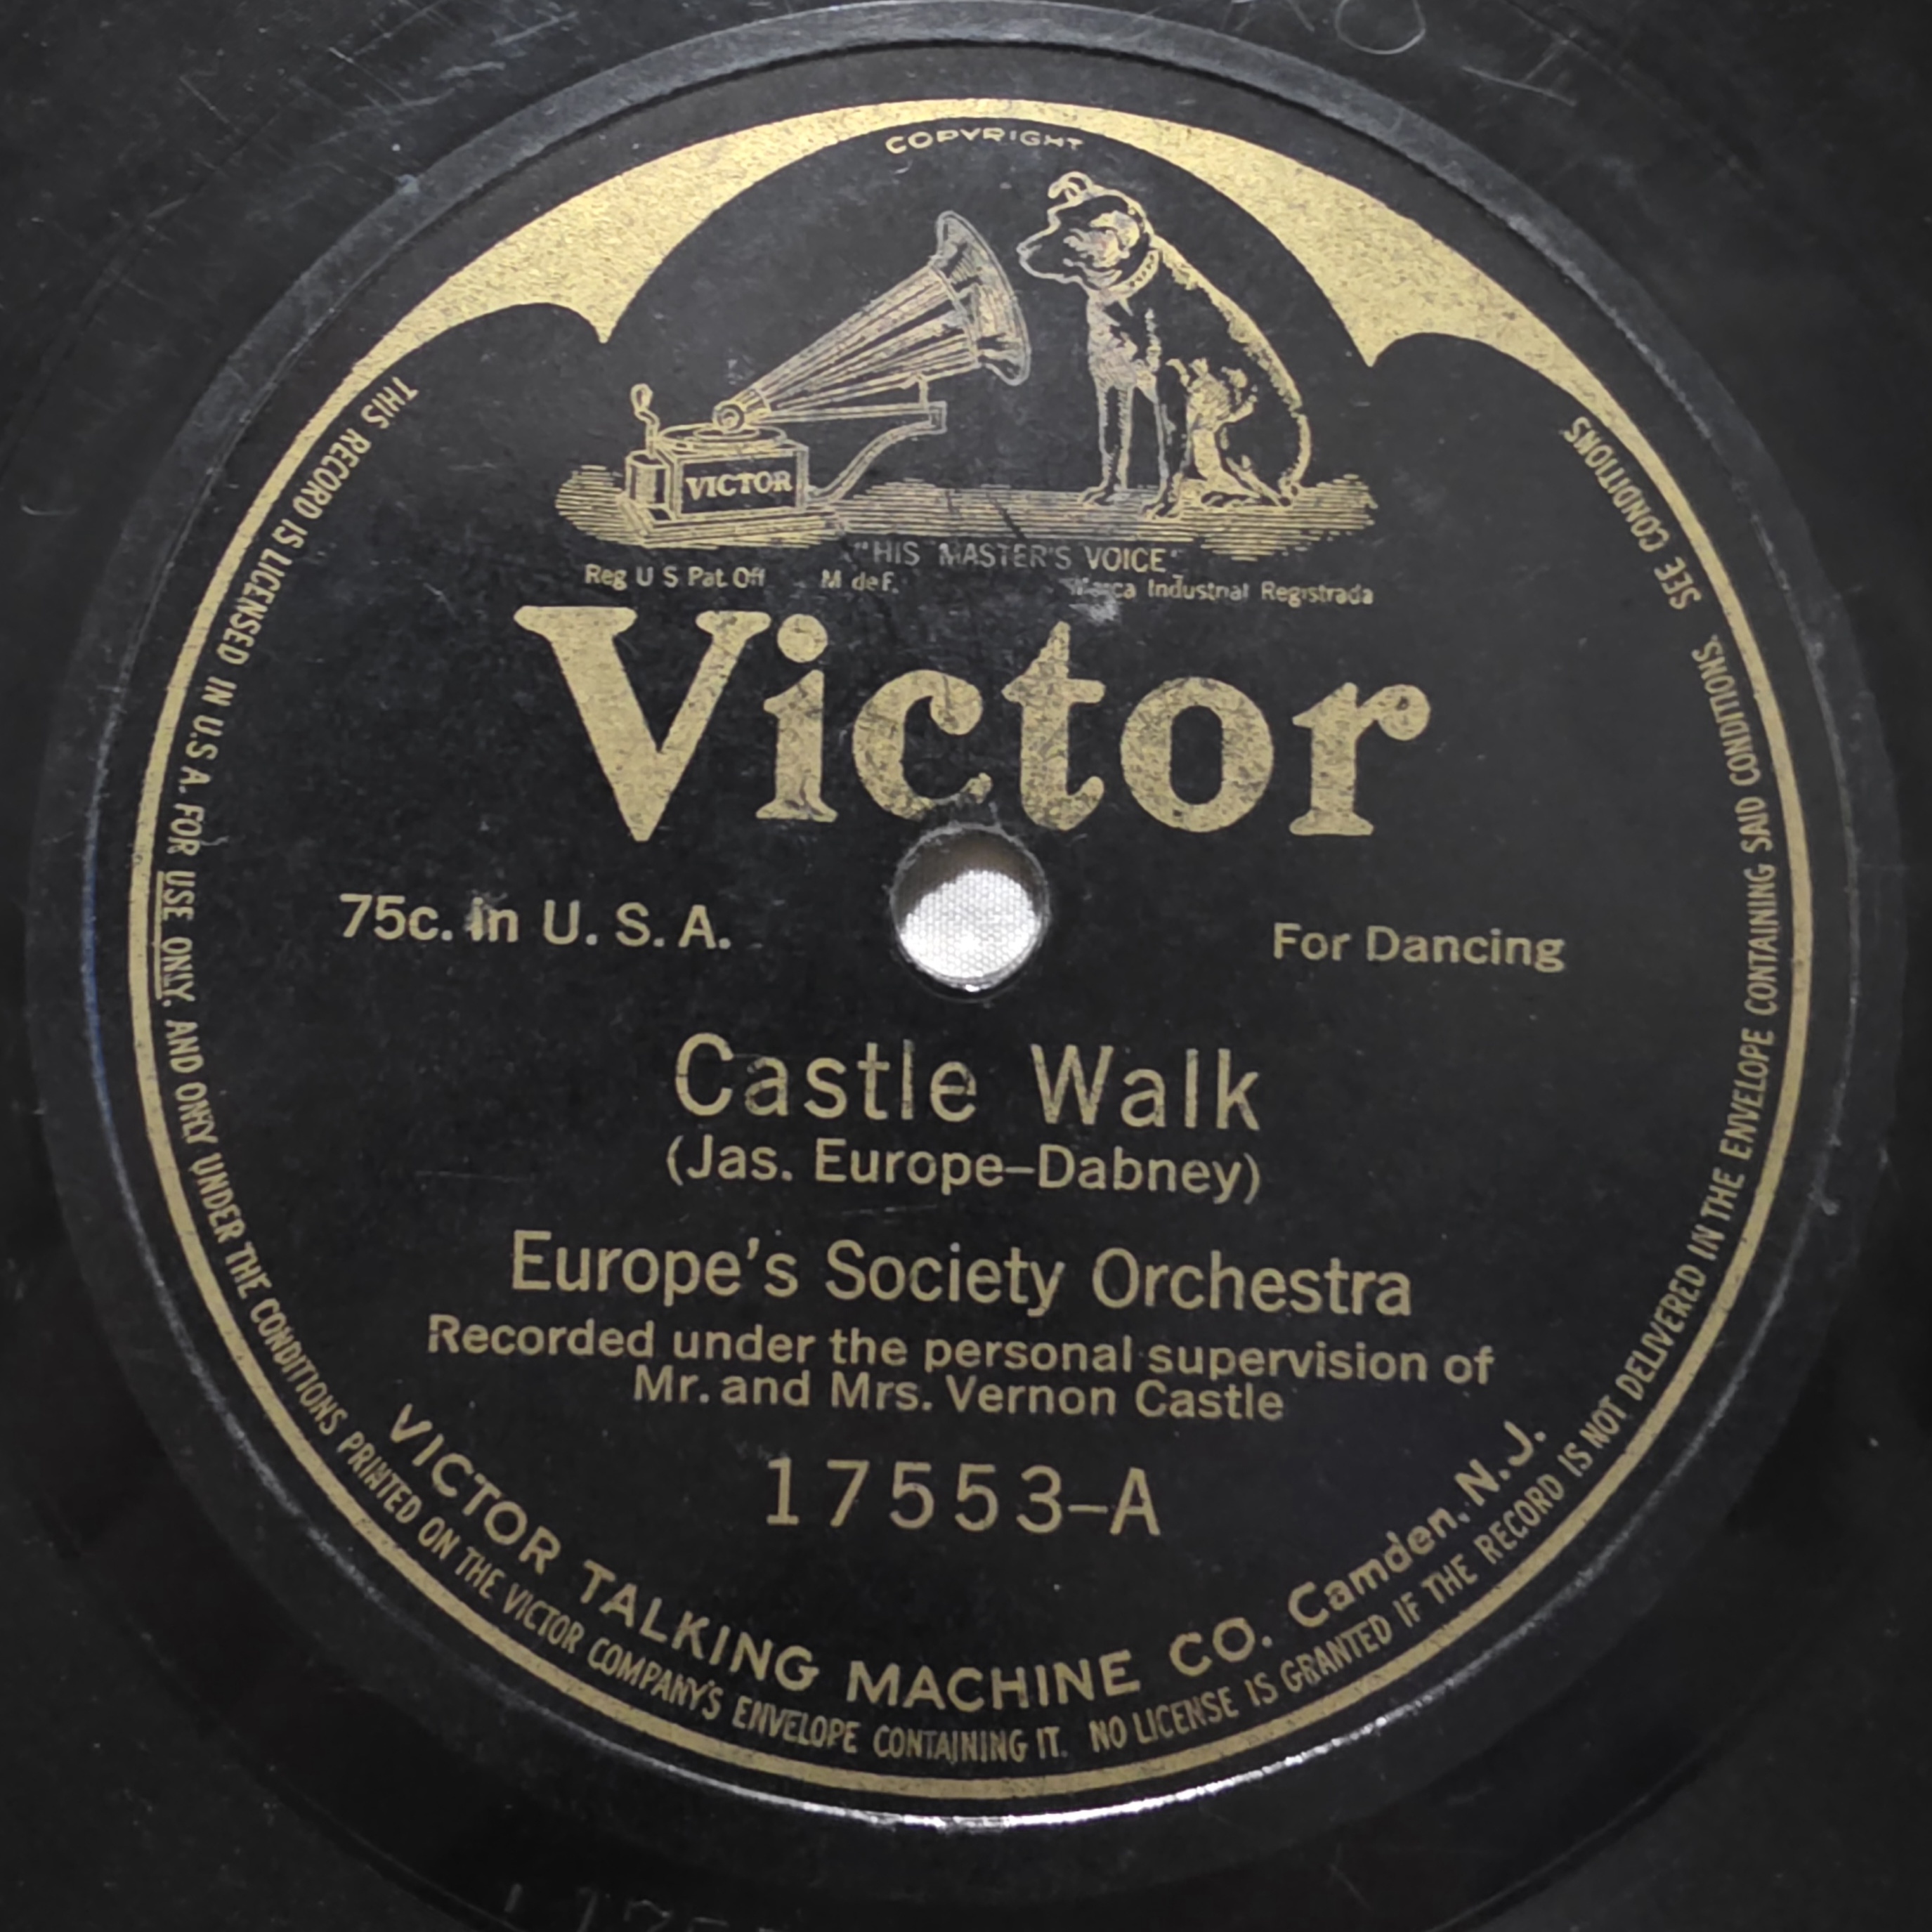 COPYRIGHT
VICTOR
"HIS MASTER'S VOICE"
Reg U S Pat. Off M de F. Industrial Registrada
Victor
75c. in U. S. A.
For Dancing
Castle Walk
(Jas. Europe–Dabney)
Europe's Society Orchestra
Recorded under the personal supervision of
Mr. and Mrs. Vernon Castle
17553–A
VICTOR TALKING MACHINE CO. Camden, N.J.
THIS RECORD IS LICENSED IN U.S.A. FOR USE ONLY, AND ONLY UNDER THE CONDITIONS PRINTED ON THE VICTOR COMPANY'S ENVELOPE CONTAINING IT. NO LICENSE IS GRANTED IF THE RECORD IS NOT DELIVERED IN THE ENVELOPE CONTAINING SAID CONDITIONS. SEE CONDITIONS